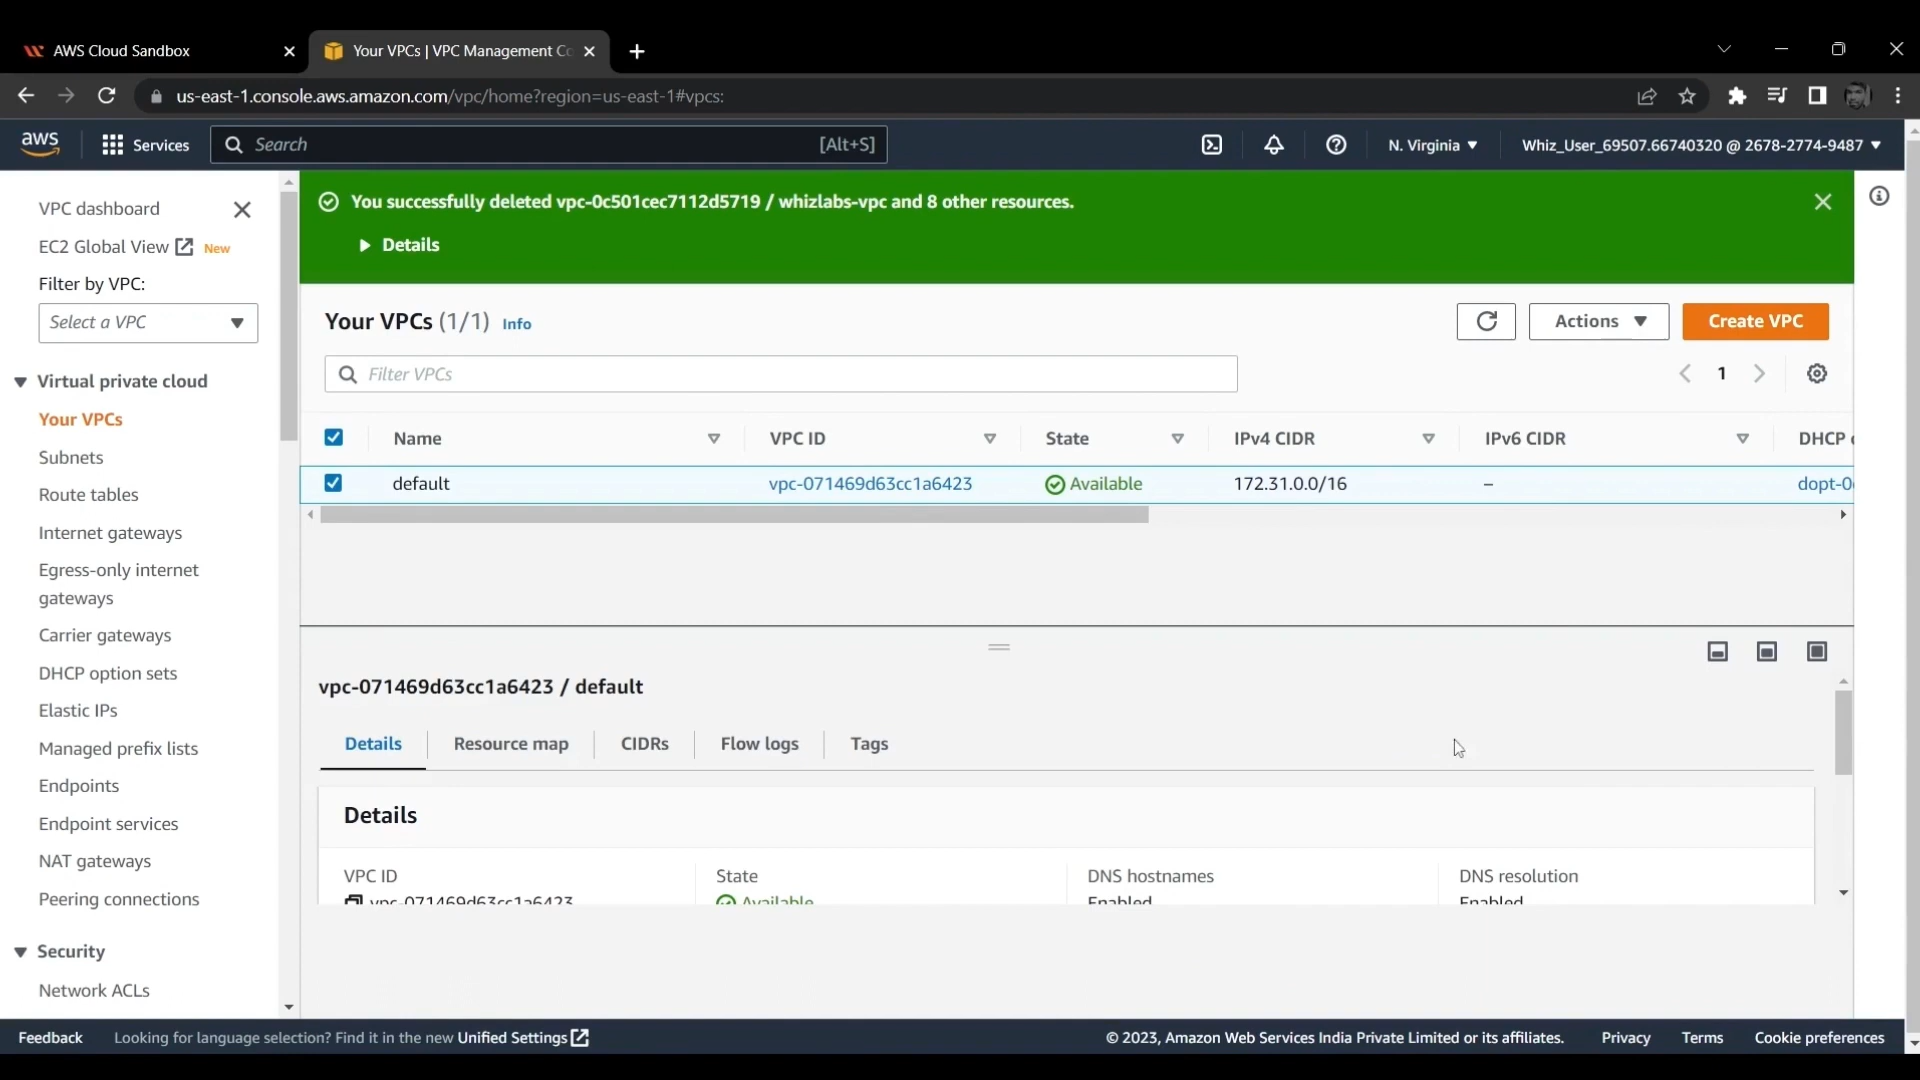 AWS Cloud Sandbox
Your VPCs | VPC Management Co
us-east-1.console.aws.amazon.com/vpc/home?region=us-east-1#vpcs:
aws
Services
Search
[Alt+S]
N. Virginia
Whiz_User_69507.66740320 @ 2678-2774-9487
VPC dashboard
EC2 Global View New
Filter by VPC:
Select a VPC
Virtual private cloud
Your VPCs
Subnets
Route tables
Internet gateways
Egress-only internet
gateways
Carrier gateways
DHCP option sets
Elastic IPs
Managed prefix lists
Endpoints
Endpoint services
NAT gateways
Peering connections
Security
Network ACLs
You successfully deleted vpc-0c501cec7112d5719 / whizlabs-vpc and 8 other resources.
Details
Your VPCs (1/1) Info
Actions
Create VPC
Filter VPCs
1
Name VPC ID State IPv4 CIDR IPv6 CIDR DHCP
default vpc-071469d63cc1a6423 Available 172.31.0.0/16 – dopt-0
vpc-071469d63cc1a6423 / default
Details Resource map CIDRs Flow logs Tags
Details
VPC ID State DNS hostnames DNS resolution
vpc-071469d63cc1a6423 Available Enabled Enabled
Feedback Looking for language selection? Find it in the new Unified Settings © 2023, Amazon Web Services India Private Limited or its affiliates. Privacy Terms Cookie preferences